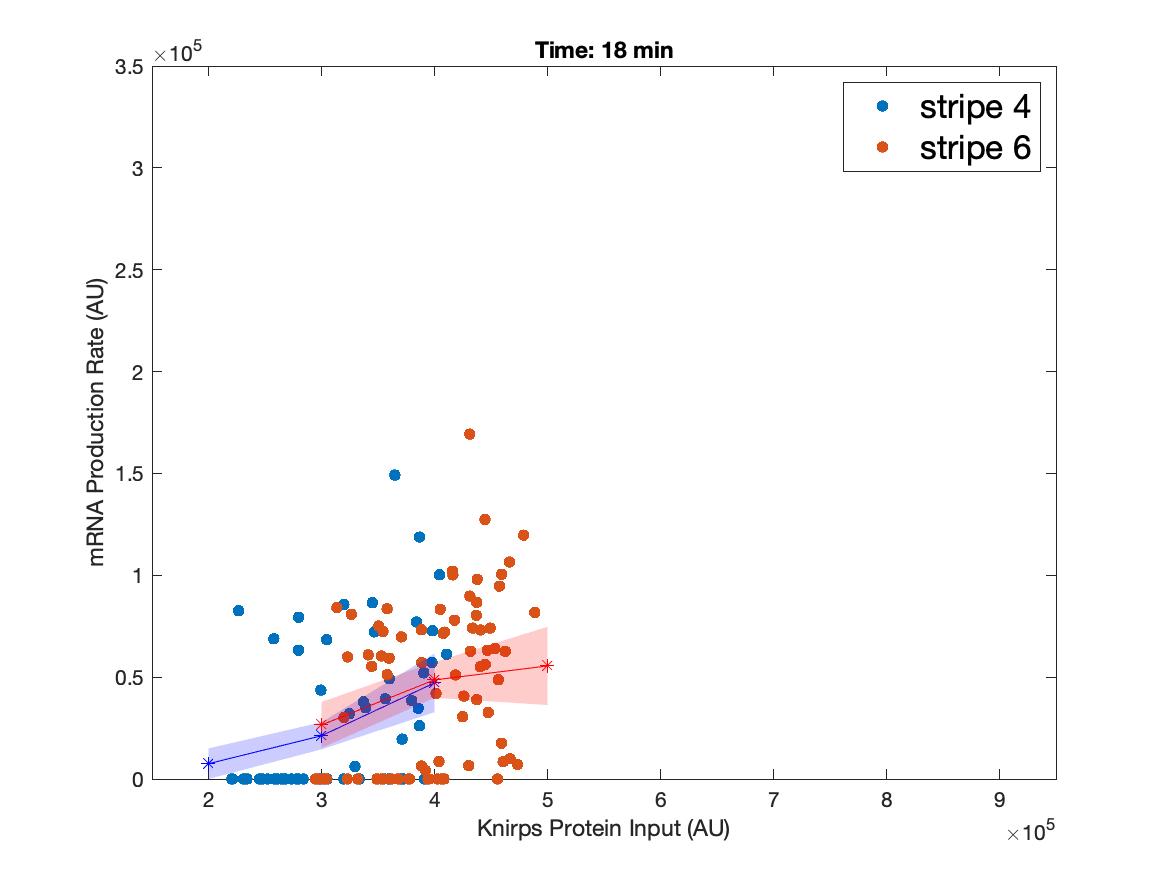 Time: 18 min
×10^5
3.5
3
2.5
2
1.5
1
0.5
0
mRNA Production Rate (AU)
stripe 4
stripe 6
2 3 4 5 6 7 8 9
Knirps Protein Input (AU)
×10^5